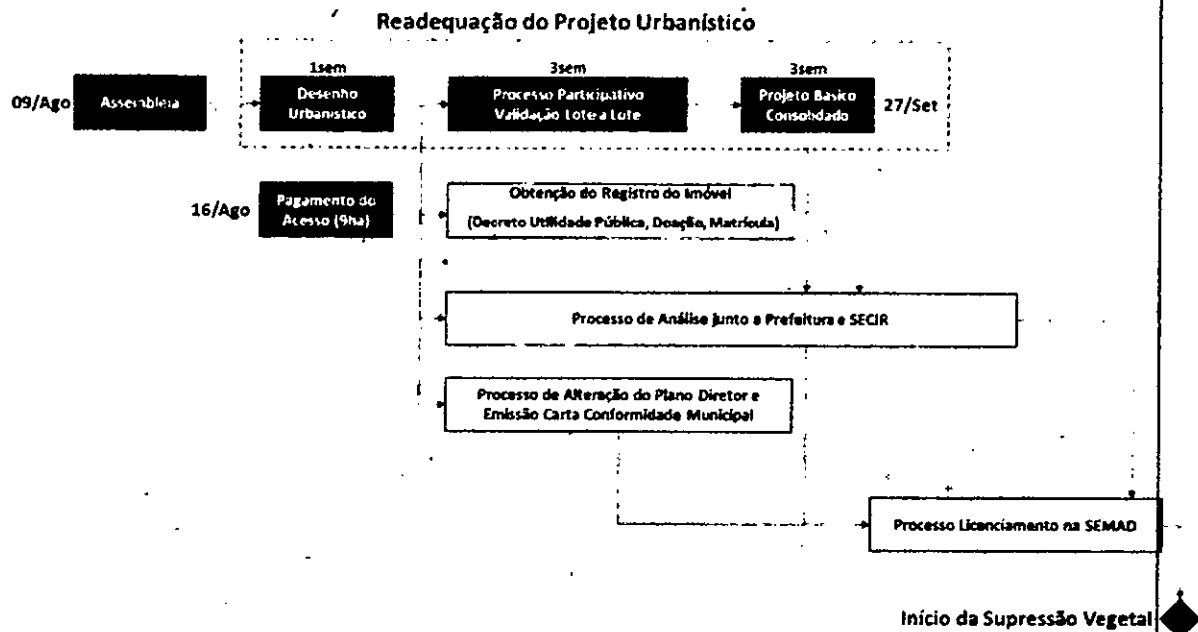 Readequação do Projeto Urbanístico
1sem
3sem
3sem
09/Ago
Assembleia
Desenho
Urbanístico
Processo Participativo
Validação Lote a Lote
Projeto Basico
Consolidado
27/Set
16/Ago
Pagamento do
Acesso (9ha)
Obtenção do Registro do Imóvel
(Decreto Utilidade Pública, Doação, Matrícula)
Processo de Análise junto a Prefeitura e SECIR
Processo de Alteração do Plano Diretor e
Emissão Carta Conformidade Municipal
Processo Licenciamento na SEMAD
Início da Supressão Vegetal